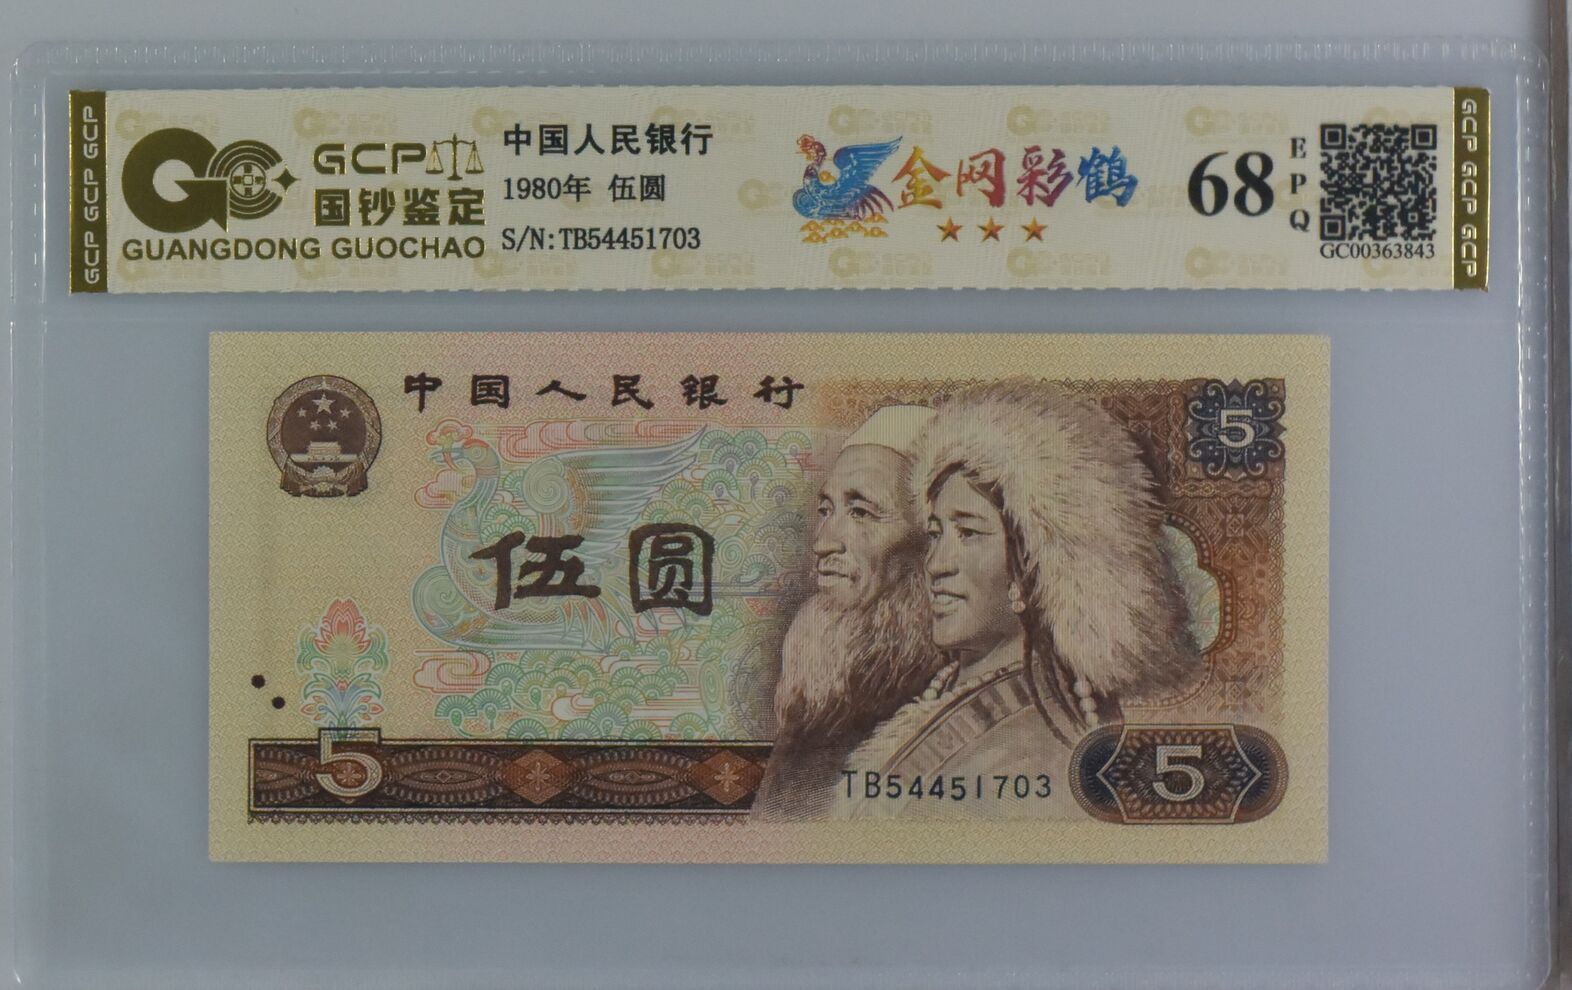 GCP
国钞鉴定
GUANGDONG GUOCHAO
中国人民银行
1980年 伍圆
S/N:TB54451703
金网彩鹤
★★★
68
EPQ
GC00363843
GCP GCP GCP
GCP GCP GCP
中国人民银行
5
伍圆
5
TB54451703
5